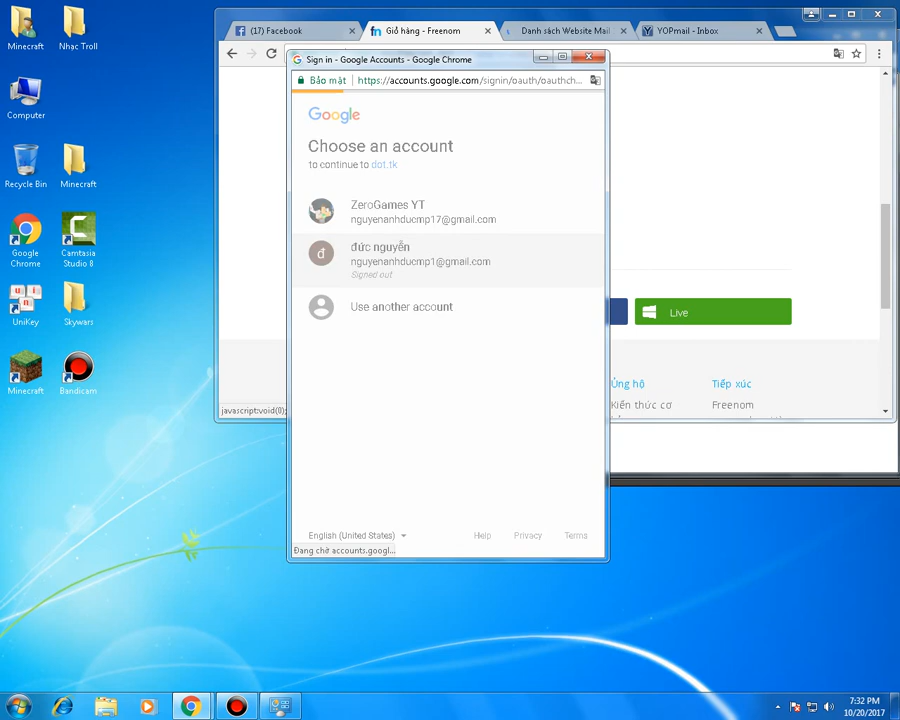 Minecraft
Nhạc Troll
Computer
Recycle Bin
Minecraft
Google
Chrome
Camtasia
Studio 8
UniKey
Skywars
Minecraft
Bandicam
(17) Facebook
Giỏ hàng - Freenom
Danh sách Website Mail
YOPmail - Inbox
Sign in - Google Accounts - Google Chrome
Bảo mật
https://accounts.google.com/signin/oauth/oauthch...
Google
Choose an account
to continue to dot.tk
ZeroGames YT
nguyenanhducmp17@gmail.com
đ
đức nguyễn
nguyenanhducmp1@gmail.com
Signed out
Use another account
English (United States)
Help
Privacy
Terms
Đang chờ accounts.googl...
Live
Ủng hộ
Tiếp xúc
Kiến thức cơ
Freenom
javascript:void(0);
7:32 PM
10/20/2017